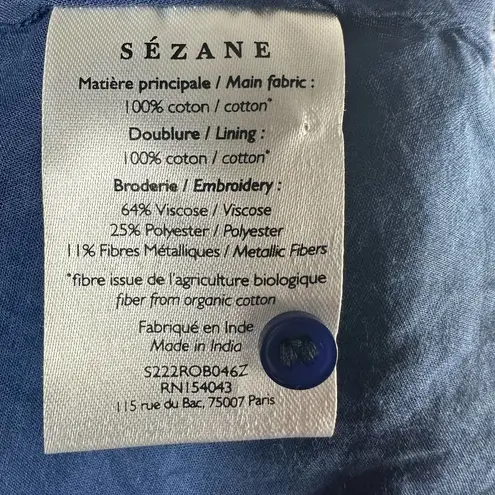 SÉZANE
Matière principale / Main fabric :
100% coton / cotton*
Doublure / Lining :
100% coton / cotton*
Broderie / Embroidery :
64% Viscose / Viscose
25% Polyester / Polyester
11% Fibres Métalliques / Metallic Fibers
*fibre issue de l'agriculture biologique
fiber from organic cotton
Fabriqué en Inde
Made in India
S222ROB046Z
RN154043
115 rue du Bac, 75007 Paris